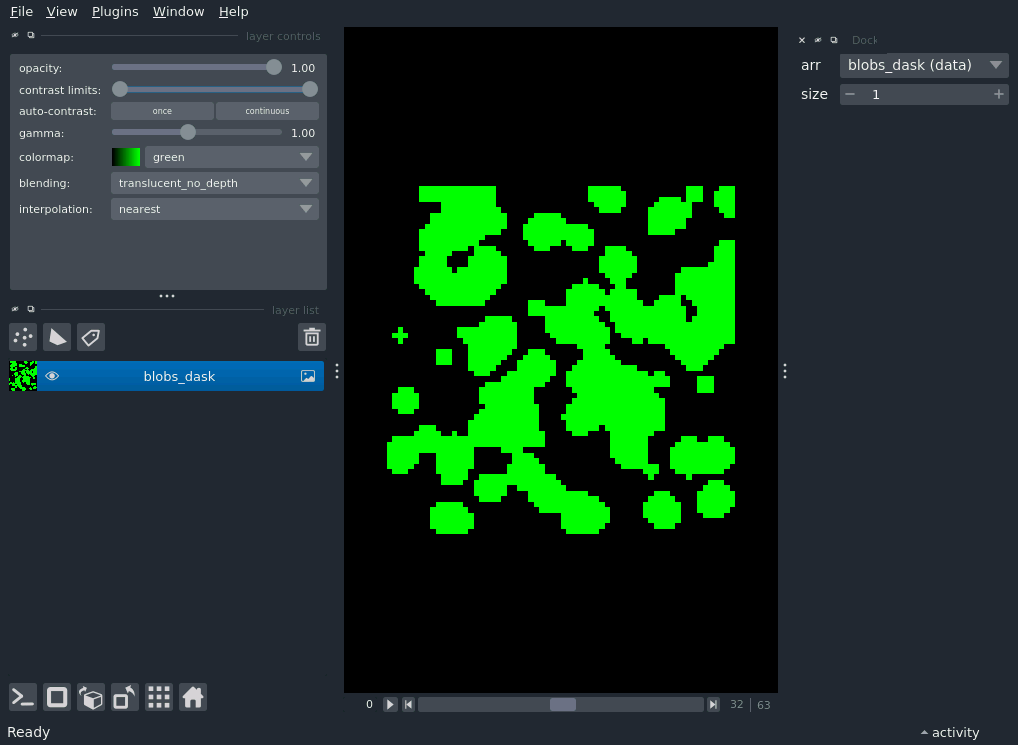 File View Plugins Window Help
layer controls
opacity: 1.00
contrast limits:
auto-contrast: once continuous
gamma: 1.00
colormap: green
blending: translucent_no_depth
interpolation: nearest
layer list
blobs_dask
0 32 63
Dock
arr blobs_dask (data)
size 1
Ready
activity